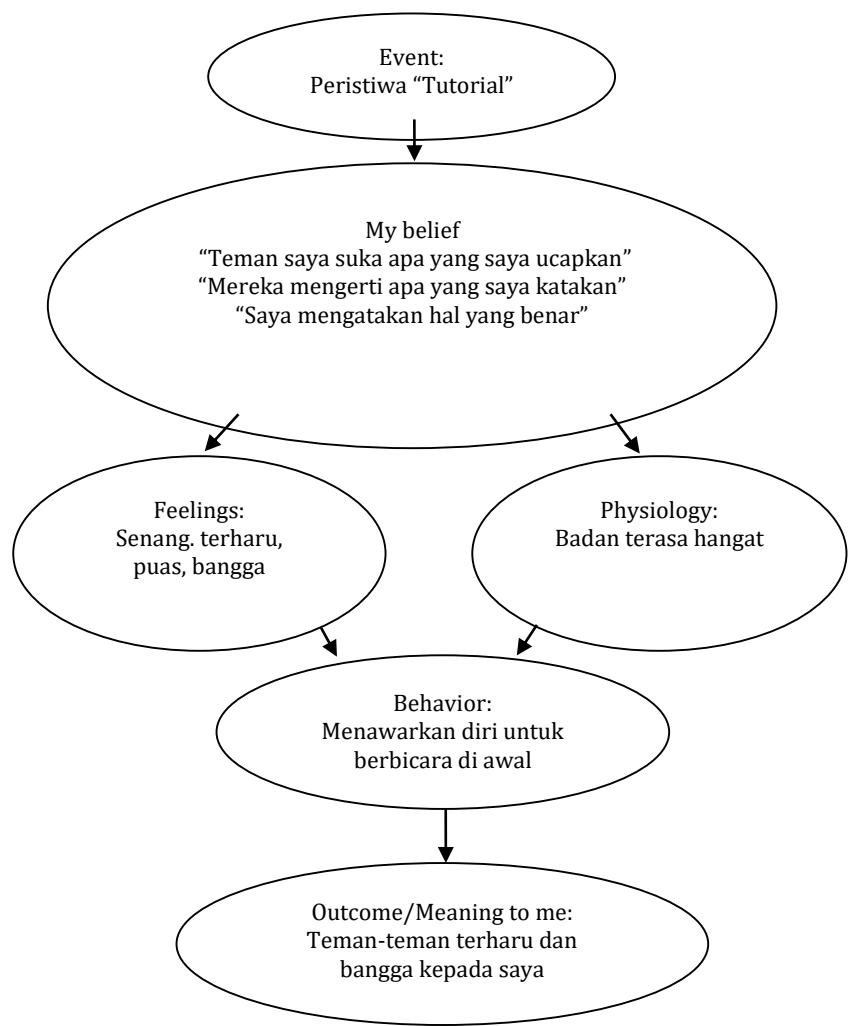 Event:
Peristiwa “Tutorial”
My belief
“Teman saya suka apa yang saya ucapkan”
“Mereka mengerti apa yang saya katakan”
“Saya mengatakan hal yang benar”
Feelings:
Senang. terharu,
puas, bangga
Physiology:
Badan terasa hangat
Behavior:
Menawarkan diri untuk
berbicara di awal
Outcome/Meaning to me:
Teman-teman terharu dan
bangga kepada saya